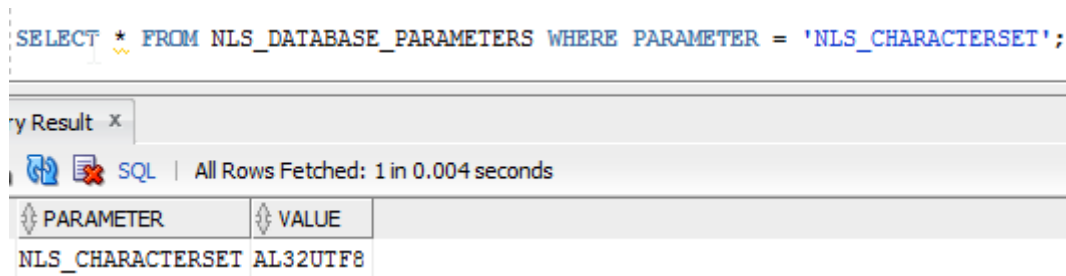 SELECT * FROM NLS_DATABASE_PARAMETERS WHERE PARAMETER = 'NLS_CHARACTERSET';
ry Result x
SQL | All Rows Fetched: 1 in 0.004 seconds
PARAMETER VALUE
NLS_CHARACTERSET AL32UTF8